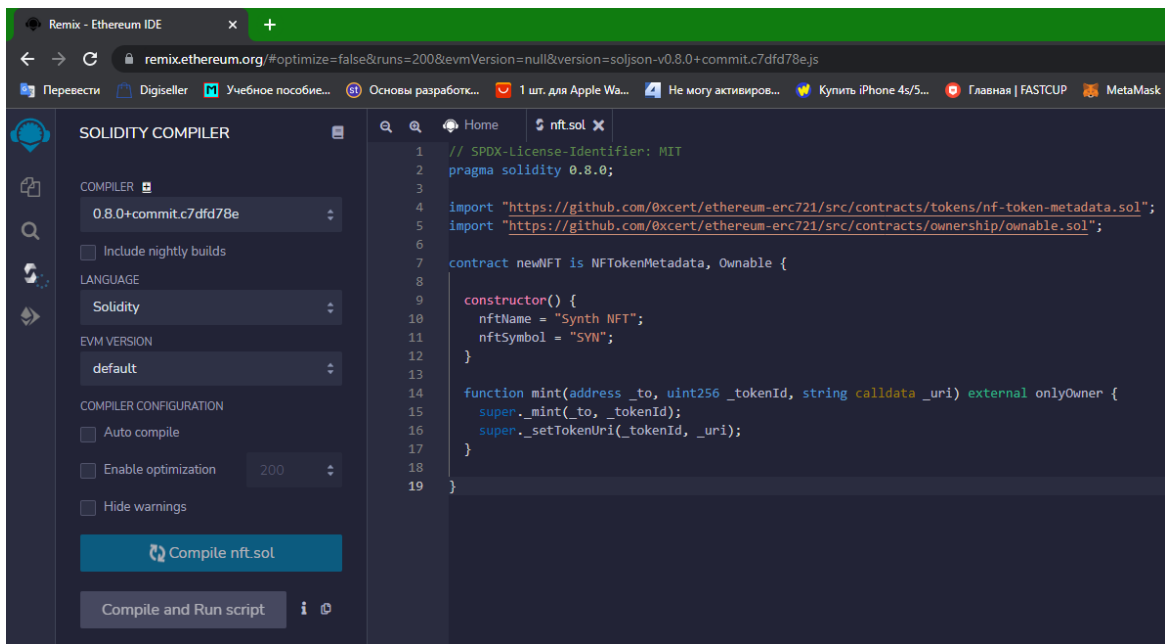 Remix - Ethereum IDE
remix.ethereum.org/#optimize=false&runs=200&evmVersion=null&version=soljson-v0.8.0+commit.c7dfd78e.js
Перевести Digiseller Учебное пособие... Основы разработк... 1 шт. для Apple Wa... Не могу активиров... Купить iPhone 4s/5... Главная | FASTCUP MetaMask
SOLIDITY COMPILER
COMPILER
0.8.0+commit.c7dfd78e
Include nightly builds
LANGUAGE
Solidity
EVM VERSION
default
COMPILER CONFIGURATION
Auto compile
Enable optimization 200
Hide warnings
Compile nft.sol
Compile and Run script
Home nft.sol
1 // SPDX-License-Identifier: MIT
2 pragma solidity 0.8.0;
3
4 import "https://github.com/0xcert/ethereum-erc721/src/contracts/tokens/nf-token-metadata.sol";
5 import "https://github.com/0xcert/ethereum-erc721/src/contracts/ownership/ownable.sol";
6
7 contract newNFT is NFTokenMetadata, Ownable {
8
9 constructor() {
10 nftName = "Synth NFT";
11 nftSymbol = "SYN";
12 }
13
14 function mint(address _to, uint256 _tokenId, string calldata _uri) external onlyOwner {
15 super._mint(_to, _tokenId);
16 super._setTokenUri(_tokenId, _uri);
17 }
18
19 }